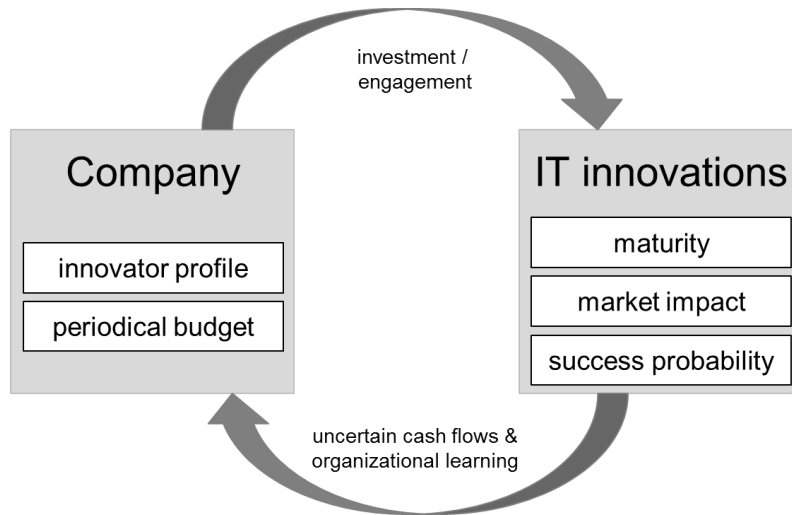 investment /
engagement
Company
innovator profile
periodical budget
IT innovations
maturity
market impact
success probability
uncertain cash flows &
organizational learning